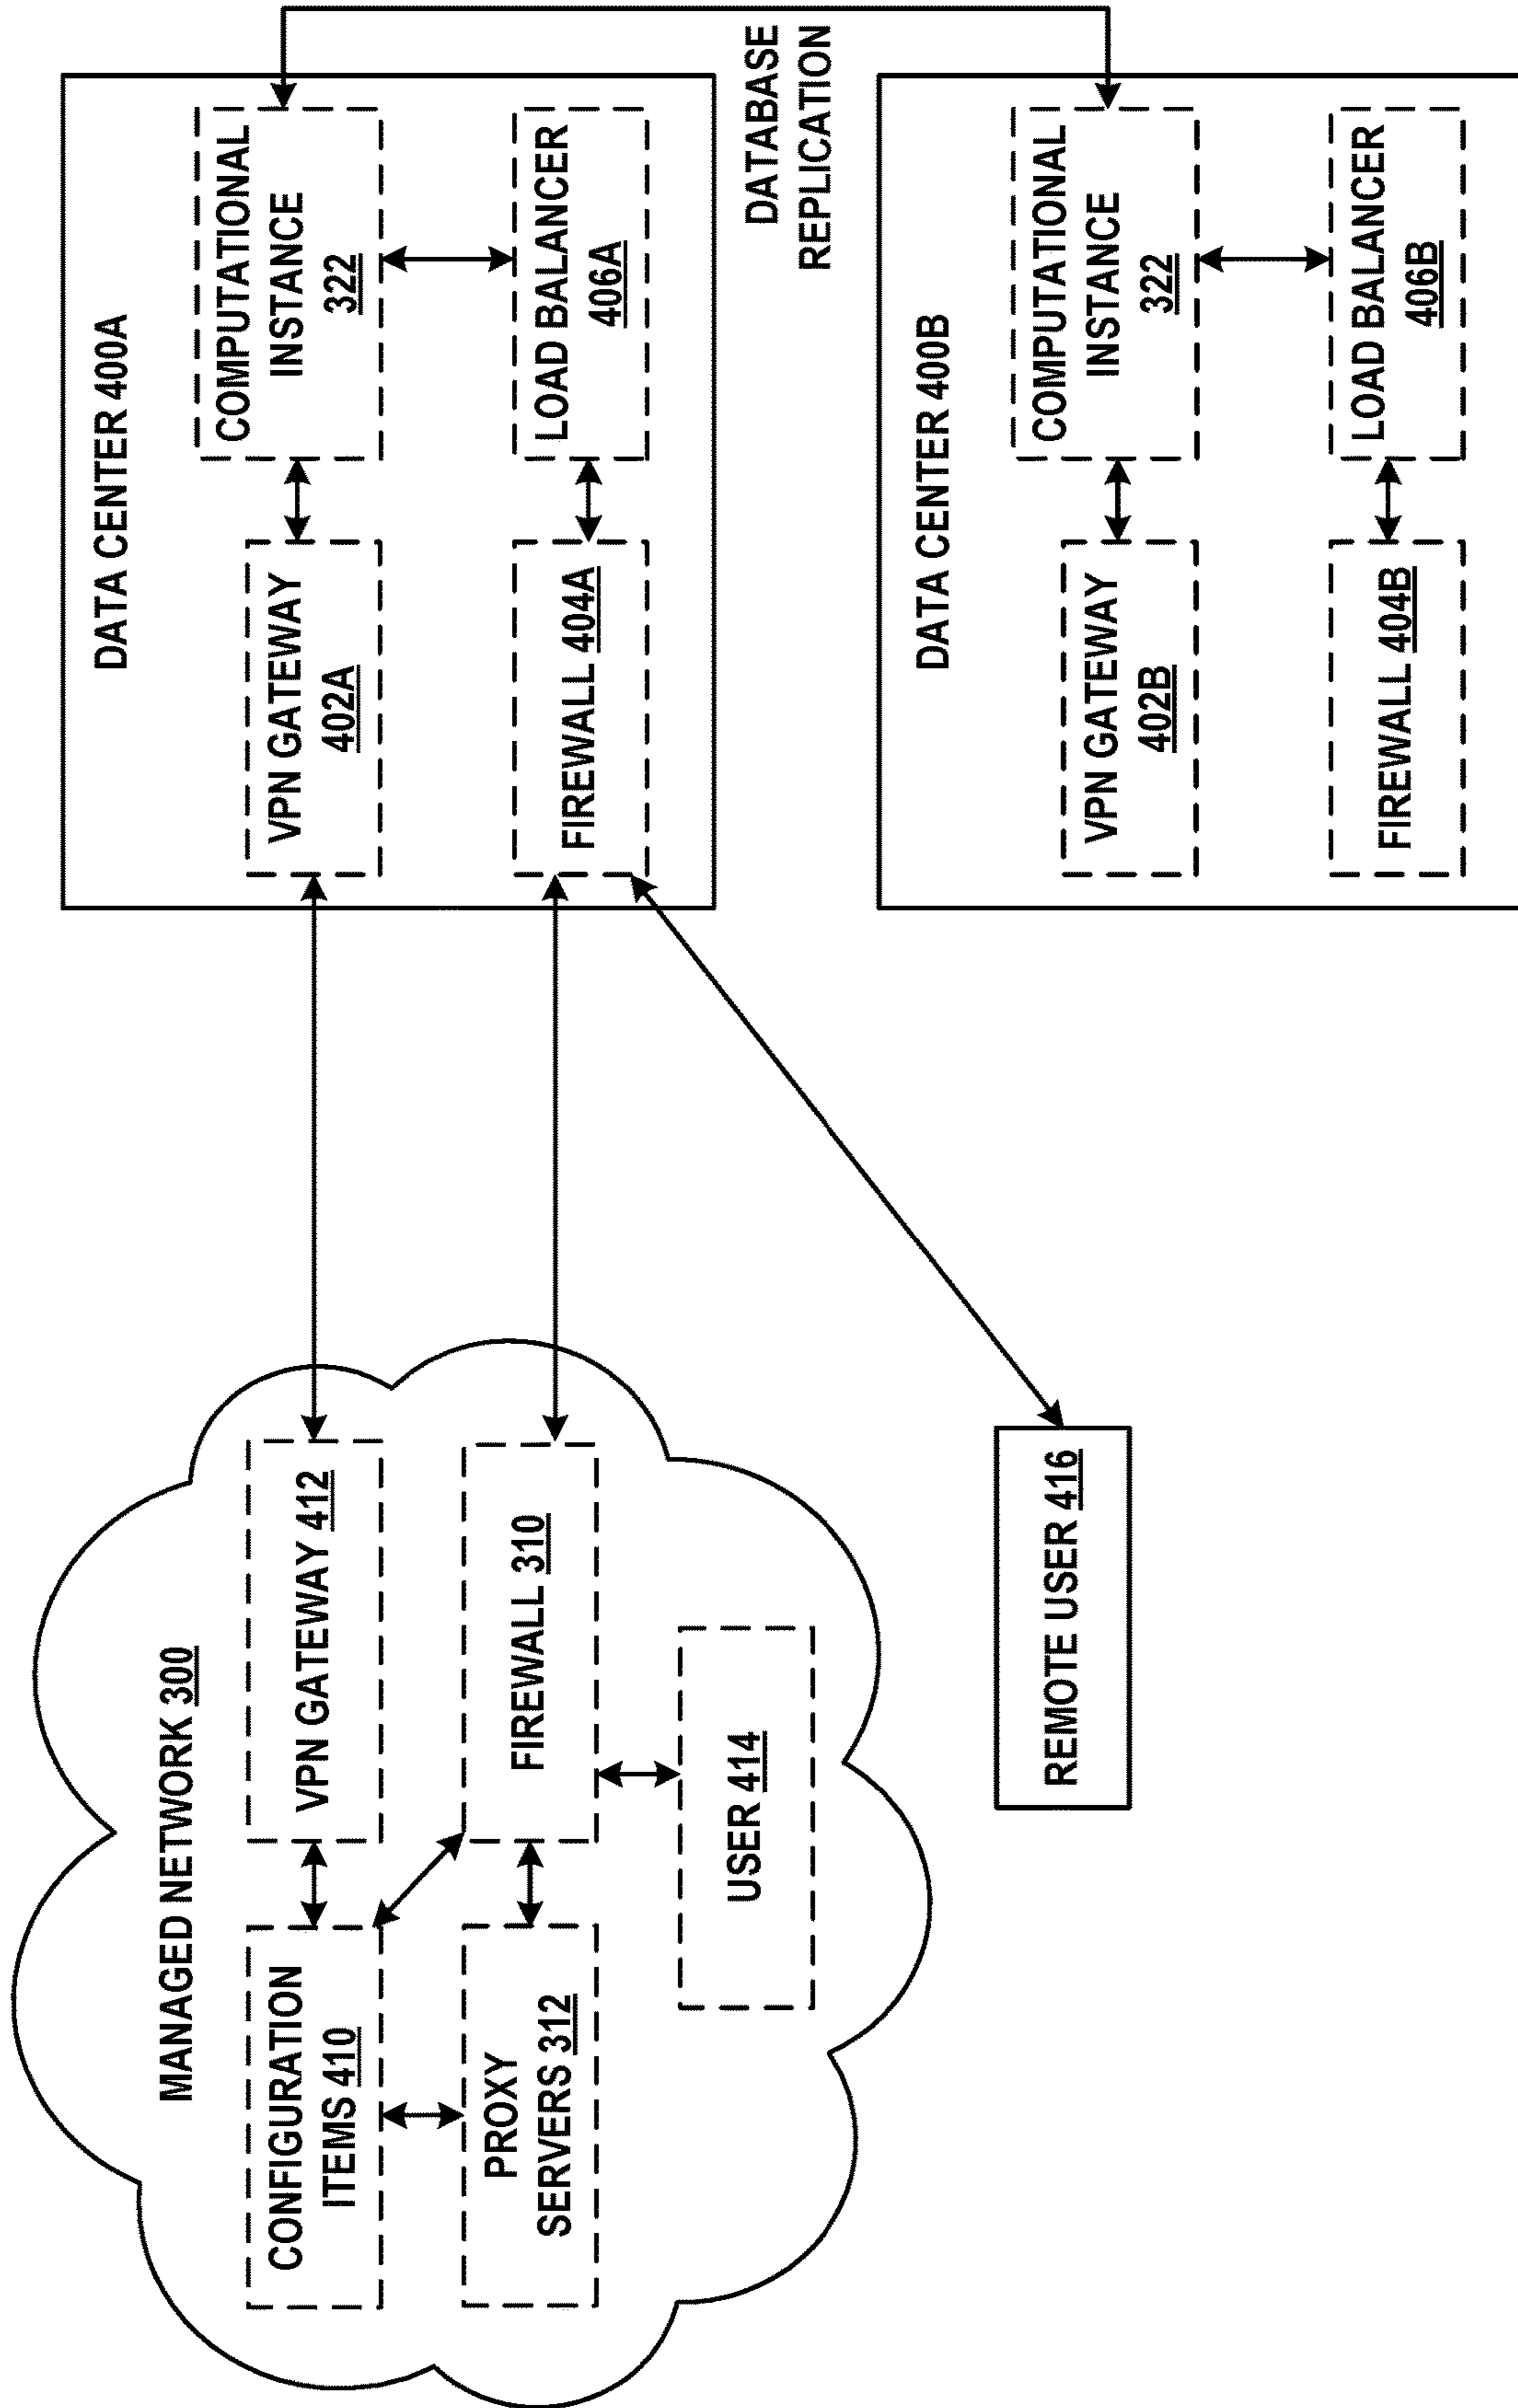 MANAGED NETWORK 300
CONFIGURATION
ITEMS 410
VPN GATEWAY 412
PROXY
SERVERS 312
FIREWALL 310
USER 414
REMOTE USER 416
DATA CENTER 400A
VPN GATEWAY
402A
COMPUTATIONAL
INSTANCE
322
FIREWALL 404A
LOAD BALANCER
406A
DATABASE
REPLICATION
DATA CENTER 400B
VPN GATEWAY
402B
COMPUTATIONAL
INSTANCE
322
FIREWALL 404B
LOAD BALANCER
406B